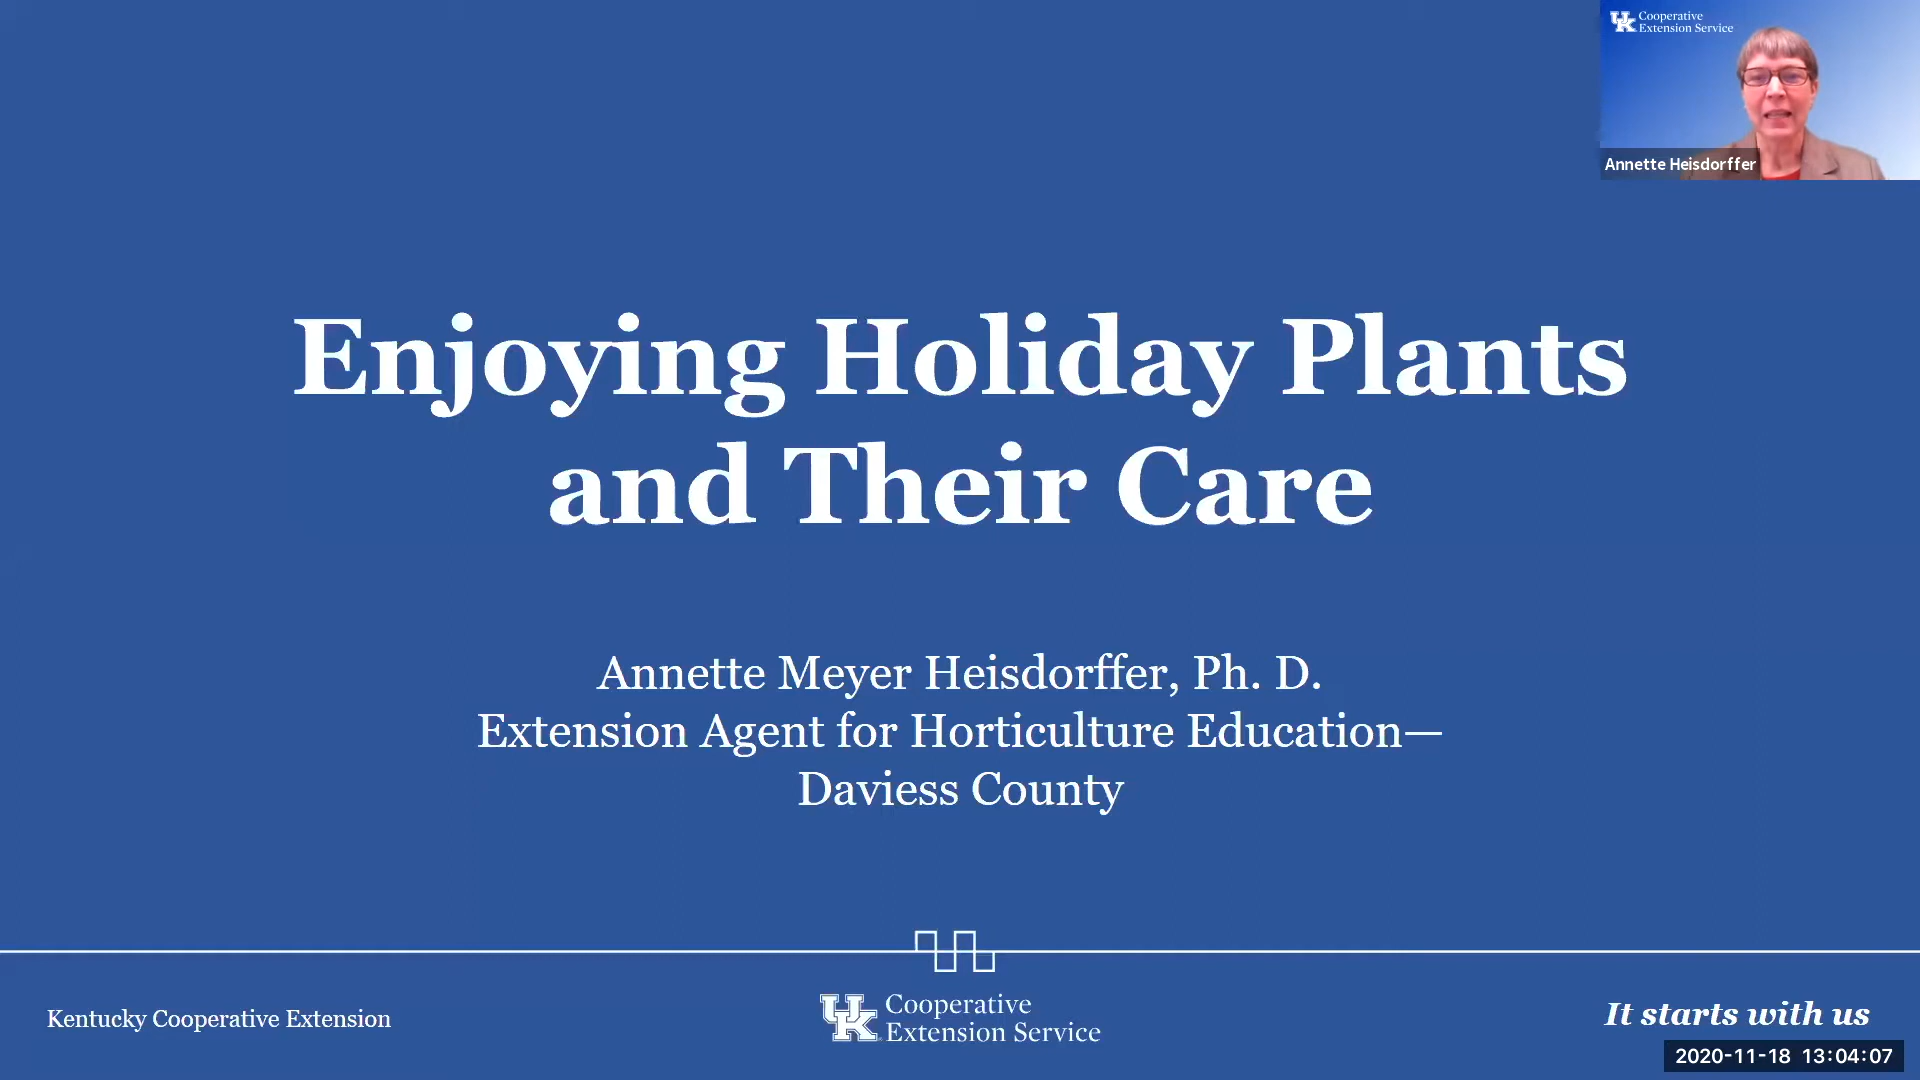 UK Cooperative
Extension Service
Annette Heisdorffer
Enjoying Holiday Plants
and Their Care
Annette Meyer Heisdorffer, Ph. D.
Extension Agent for Horticulture Education—
Daviess County
Kentucky Cooperative Extension
UK Cooperative
Extension Service
It starts with us
2020-11-18 13:04:07